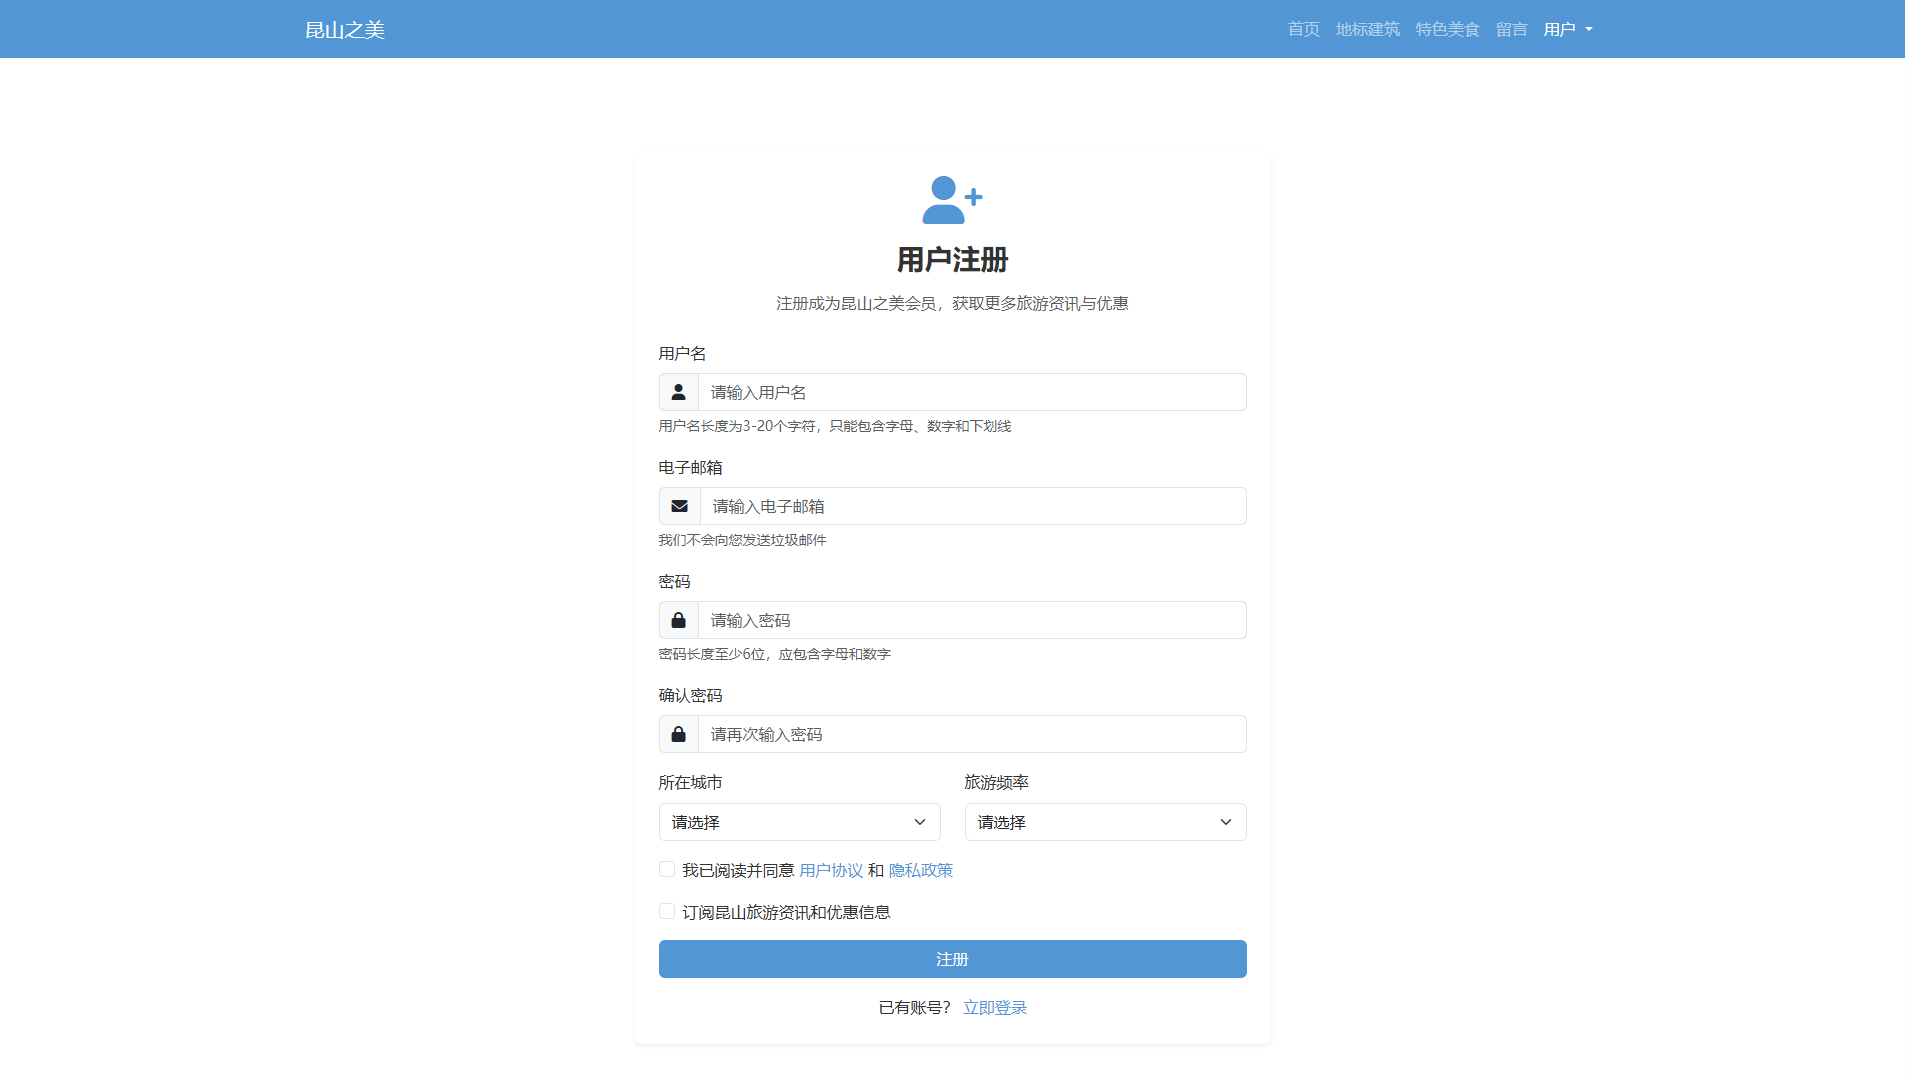 昆山之美
首页 地标建筑 特色美食 留言 用户
用户注册
注册成为昆山之美会员，获取更多旅游资讯与优惠
用户名
请输入用户名
用户名长度为3-20个字符，只能包含字母、数字和下划线
电子邮箱
请输入电子邮箱
我们不会向您发送垃圾邮件
密码
请输入密码
密码长度至少6位，应包含字母和数字
确认密码
请再次输入密码
所在城市 旅游频率
请选择 请选择
我已阅读并同意 用户协议 和 隐私政策
订阅昆山旅游资讯和优惠信息
注册
已有账号？ 立即登录